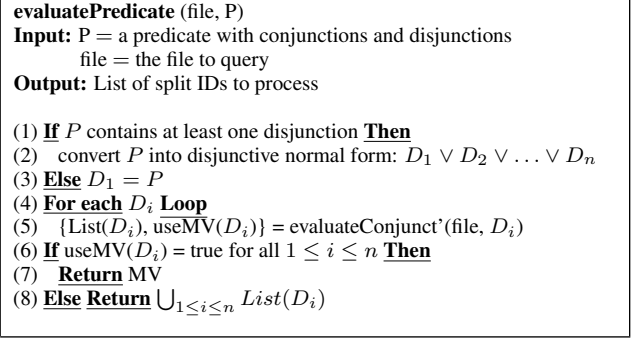 evaluatePredicate (file, P)
Input: P = a predicate with conjunctions and disjunctions
file = the file to query
Output: List of split IDs to process
(1) If P contains at least one disjunction Then
(2) convert P into disjunctive normal form: D₁ ∨ D₂ ∨ . . . ∨ Dₙ
(3) Else D₁ = P
(4) For each Dᵢ Loop
(5) {List(Dᵢ), useMV(Dᵢ)} = evaluateConjunct'(file, Dᵢ)
(6) If useMV(Dᵢ) = true for all 1 ≤ i ≤ n Then
(7) Return MV
(8) Else Return ⋃₁≤ᵢ≤ₙ List(Dᵢ)